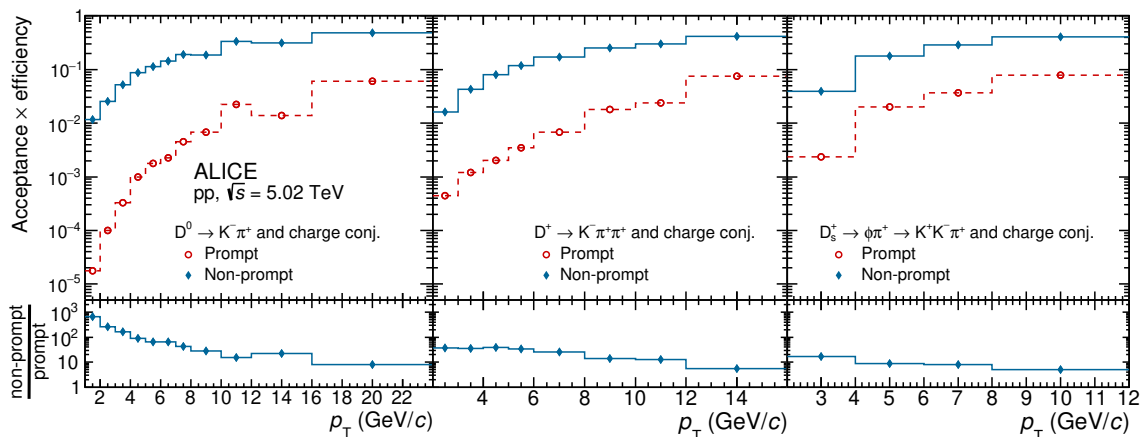 Acceptance × efficiency
1
10⁻¹
10⁻²
10⁻³
10⁻⁴
10⁻⁵
ALICE
pp, √s = 5.02 TeV
D⁰ → K⁻π⁺ and charge conj.
Prompt
Non-prompt
D⁺ → K⁻π⁺π⁺ and charge conj.
Prompt
Non-prompt
Dₛ⁺ → ϕπ⁺ → K⁺K⁻π⁺ and charge conj.
Prompt
Non-prompt
non-prompt
prompt
10³
10²
10
1
2 4 6 8 10 12 14 16 18 20 22
p_T (GeV/c)
4 6 8 10 12 14
p_T (GeV/c)
3 4 5 6 7 8 9 10 11 12
p_T (GeV/c)